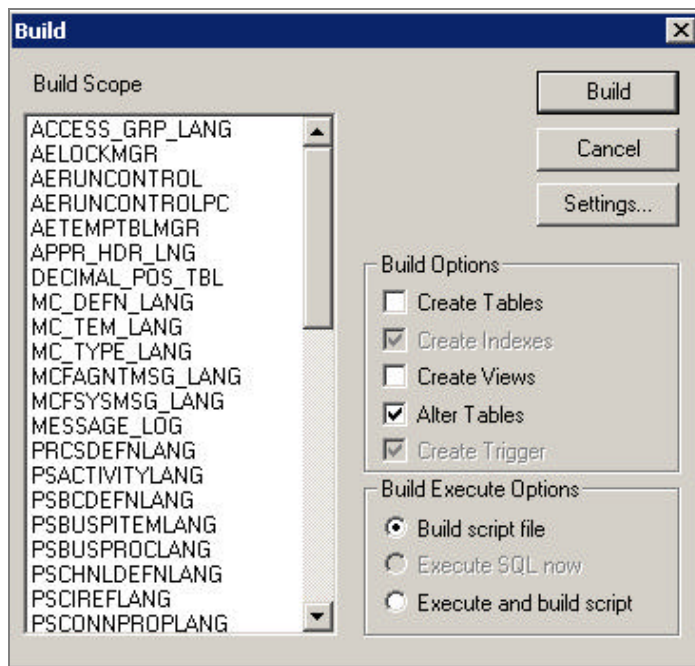 Build
Build Scope
ACCESS_GRP_LANG
AELOCKMGR
AERUNCONTROL
AERUNCONTROLPC
AETEMPTBLMGR
APPR_HDR_LNG
DECIMAL_POS_TBL
MC_DEFN_LANG
MC_TEM_LANG
MC_TYPE_LANG
MCFAGNTMSG_LANG
MCFSYSMSG_LANG
MESSAGE_LOG
PRCSDEFNLANG
PSACTIVITYLANG
PSBCDEFNLANG
PSBUSPITEMLANG
PSBUSPROCLANG
PSCHNLDEFNLANG
PSCIREFLANG
PSCONNPROPLANG
Build
Cancel
Settings...
Build Options
Create Tables
Create Indexes
Create Views
Alter Tables
Create Trigger
Build Execute Options
Build script file
Execute SQL now
Execute and build script